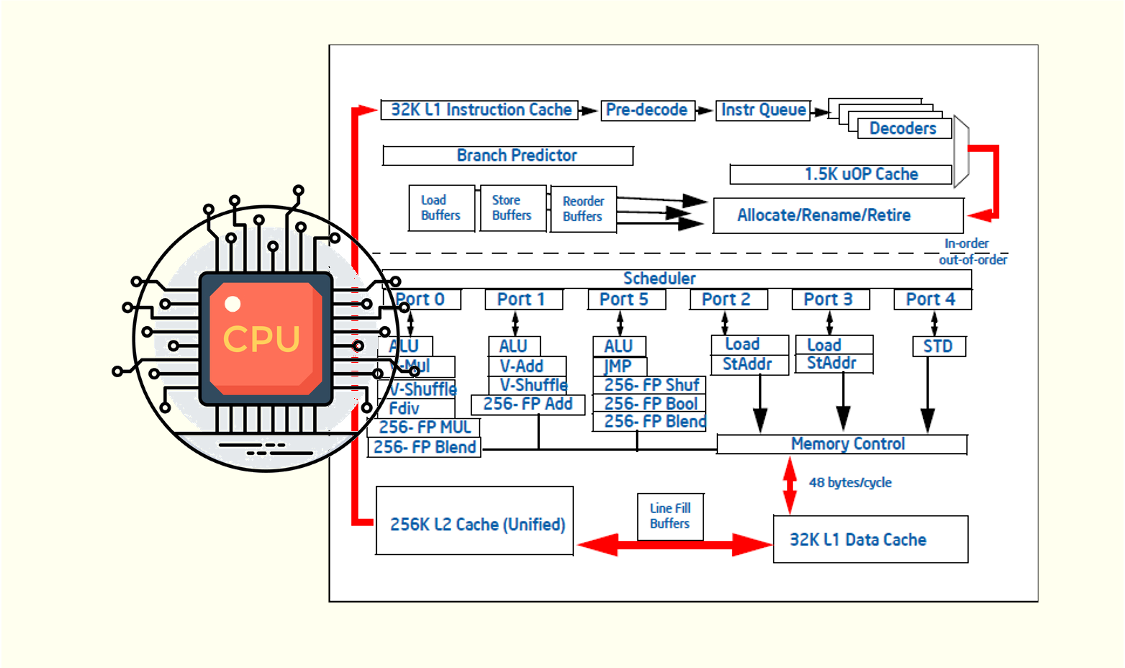 32K L1 Instruction Cache
Pre-decode
Instr Queue
Decoders
Branch Predictor
1.5K uOP Cache
Load
Buffers
Store
Buffers
Reorder
Buffers
Allocate/Rename/Retire
In-order
out-of-order
Scheduler
Port 0
Port 1
Port 5
Port 2
Port 3
Port 4
CPU
ALU
V-Mul
V-Shuffle
Fdiv
256- FP MUL
256- FP Blend
ALU
V-Add
V-Shuffle
256- FP Add
ALU
JMP
256- FP Shuf
256- FP Bool
256- FP Blend
Load
StAddr
Load
StAddr
STD
Memory Control
48 bytes/cycle
256K L2 Cache (Unified)
Line Fill
Buffers
32K L1 Data Cache